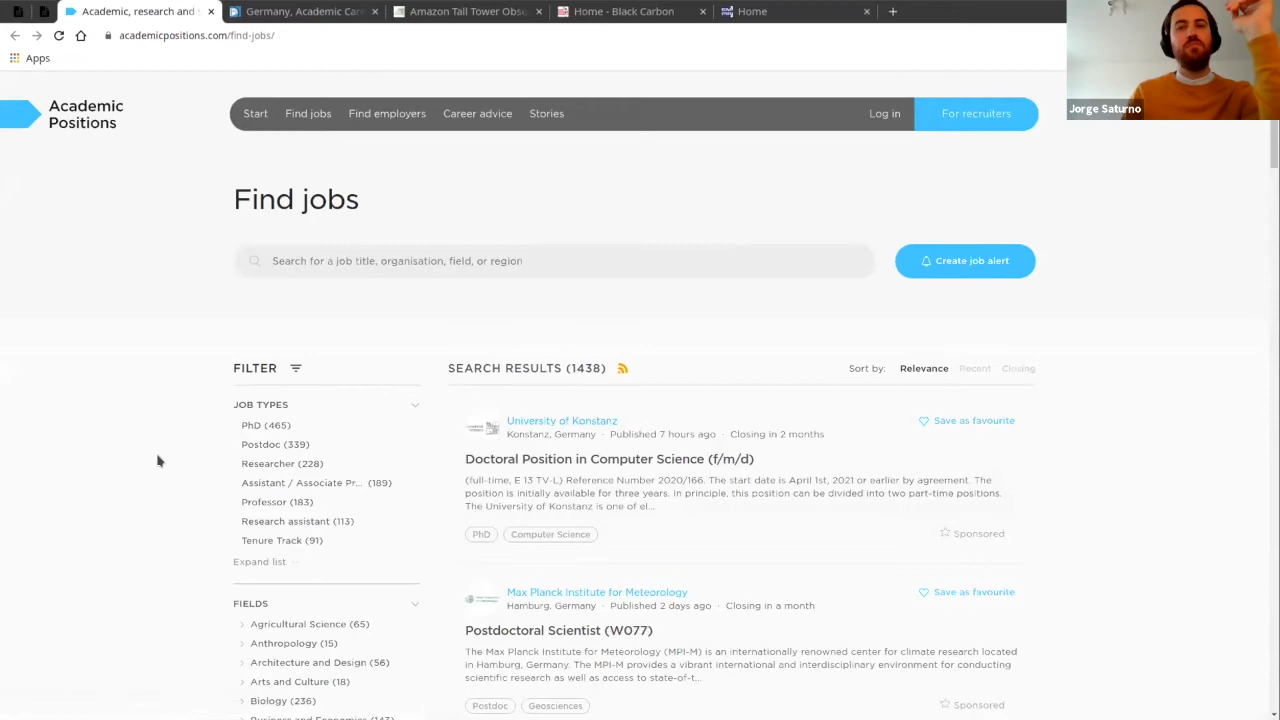 Academic, research and
Germany, Academic Car
Amazon Tall Tower Obse
Home - Black Carbon
Home
academicpositions.com/find-jobs/
Apps
Jorge Saturno
Academic
Positions
Start
Find jobs
Find employers
Career advice
Stories
Log in
For recruiters
Find jobs
Search for a job title, organisation, field, or region
Create job alert
FILTER
JOB TYPES
PhD (465)
Postdoc (339)
Researcher (228)
Assistant / Associate Pr... (189)
Professor (183)
Research assistant (113)
Tenure Track (91)
Expand list
FIELDS
Agricultural Science (65)
Anthropology (15)
Architecture and Design (56)
Arts and Culture (18)
Biology (236)
Business and Economics (143)
SEARCH RESULTS (1438)
Sort by: Relevance Recent Closing
University of Konstanz
Save as favourite
Konstanz, Germany · Published 7 hours ago · Closing in 2 months
Doctoral Position in Computer Science (f/m/d)
(full-time, E 13 TV-L) Reference Number 2020/166. The start date is April 1st, 2021 or earlier by agreement. The
position is initially available for three years. In principle, this position can be divided into two part-time positions.
The University of Konstanz is one of el...
PhD
Computer Science
Sponsored
Max Planck Institute for Meteorology
Save as favourite
Hamburg, Germany · Published 2 days ago · Closing in a month
Postdoctoral Scientist (W077)
The Max Planck Institute for Meteorology (MPI-M) is an internationally renowned center for climate research located
in Hamburg, Germany. The MPI-M provides a vibrant international and interdisciplinary environment for conducting
scientific research as well as access to state-of-t...
Postdoc
Geosciences
Sponsored